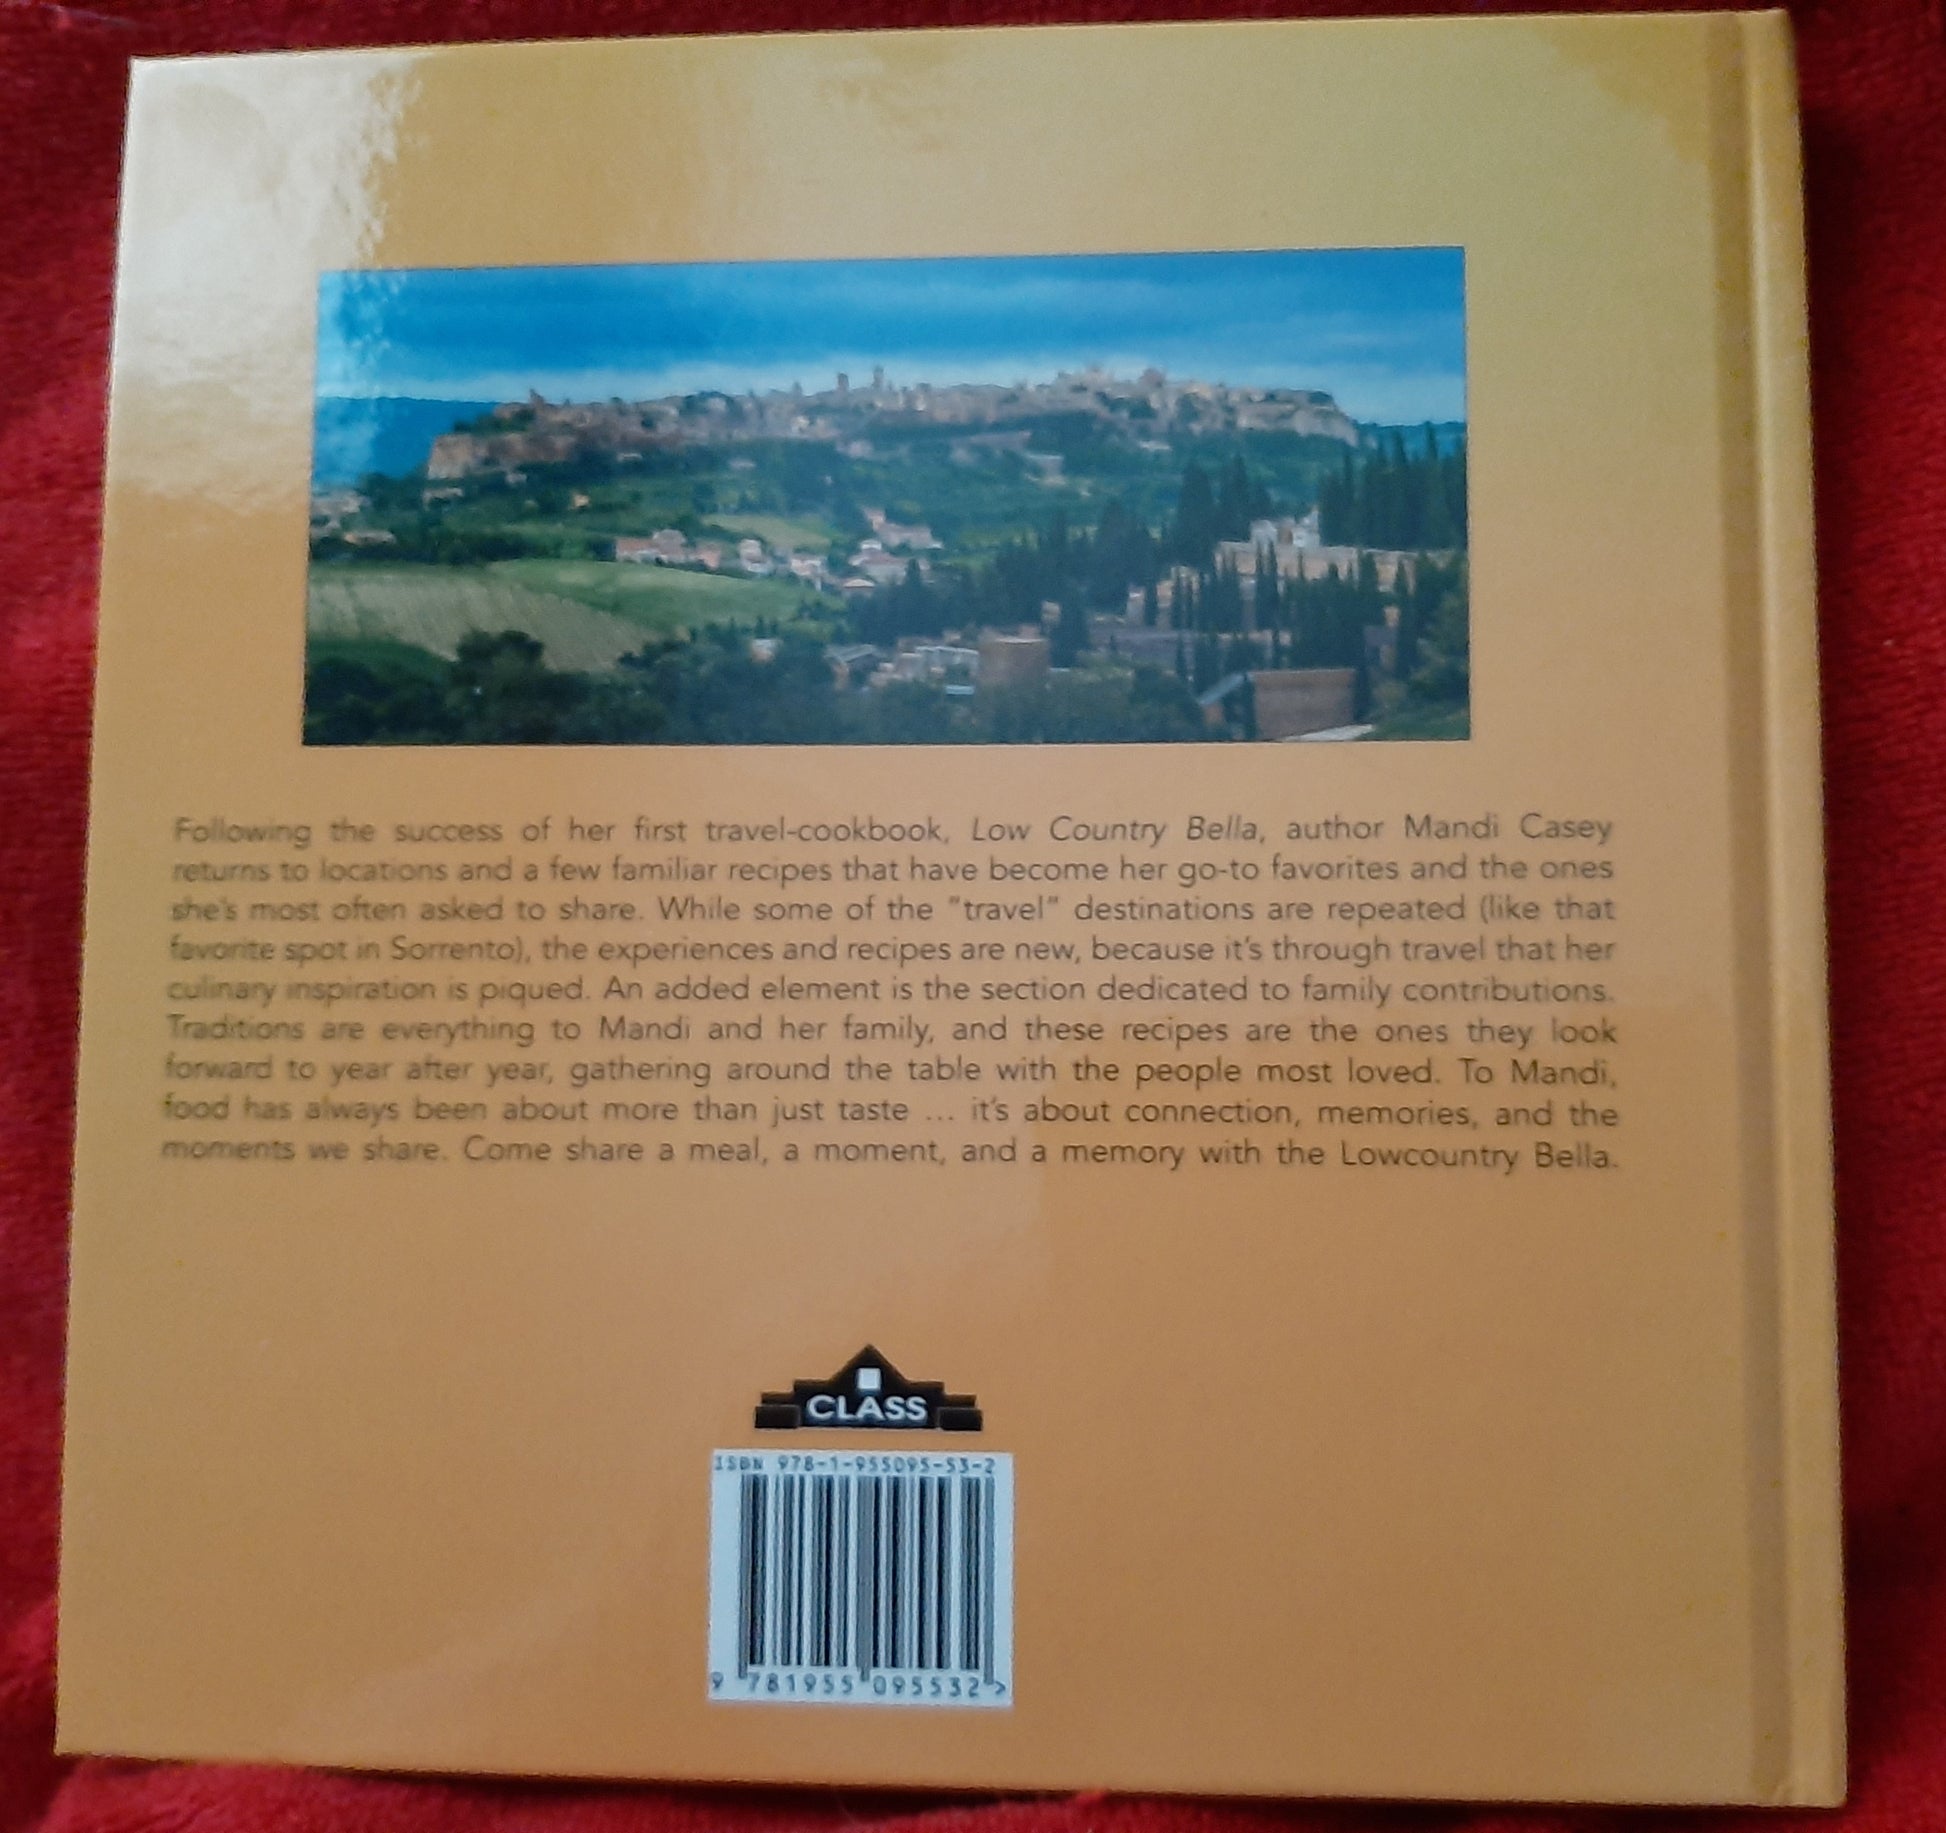 Following the success of her first travel-cookbook, Low Country Bella, author Mandi Casey
returns to locations and a few familiar recipes that have become her go-to favorites and the ones
she's most often asked to share. While some of the "travel" destinations are repeated (like that
favorite spot in Sorrento), the experiences and recipes are new, because it's through travel that her
culinary inspiration is piqued. An added element is the section dedicated to family contributions.
Traditions are everything to Mandi and her family, and these recipes are the ones they look
forward to year after year, gathering around the table with the people most loved. To Mandi,
food has always been about more than just taste ... it's about connection, memories, and the
moments we share. Come share a meal, a moment, and a memory with the Lowcountry Bella.
CLASS
ISBN 978-1-955095-53-2
9 781955 095532 >